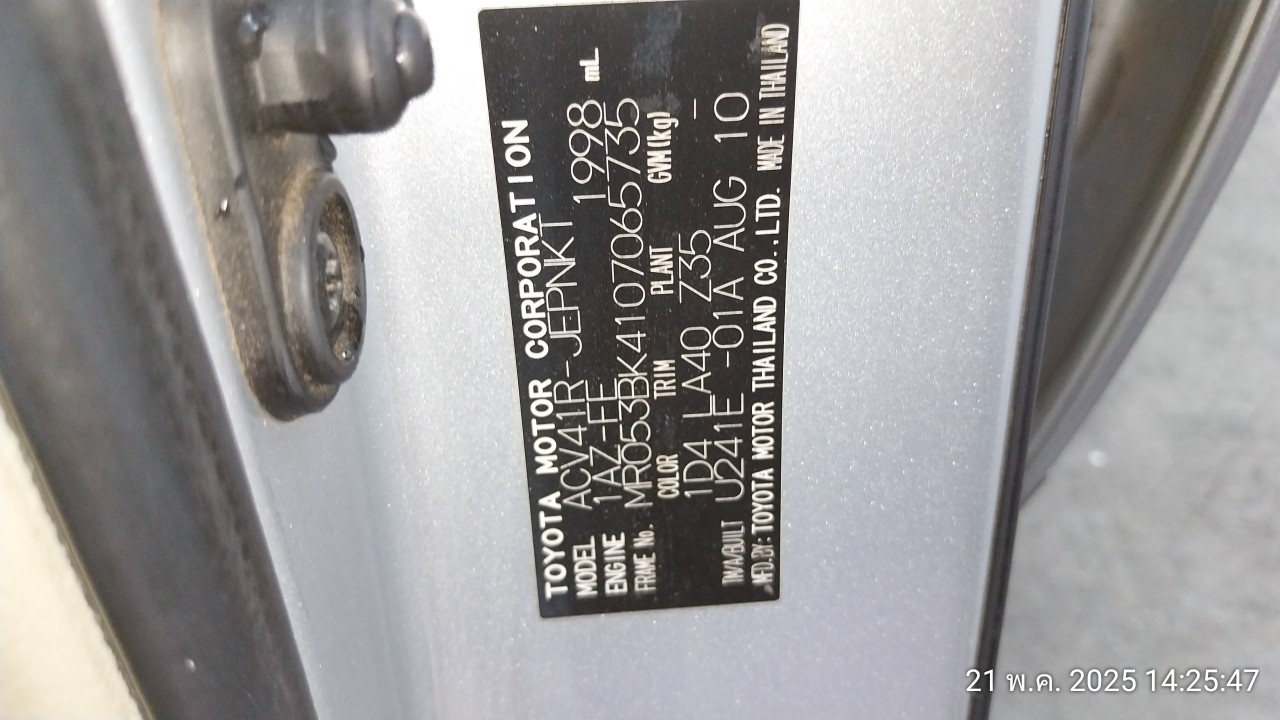 TOYOTA MOTOR CORPORATION
MODEL ACV41R-JEPNKT
ENGINE 1AZ-FE 1998 mL
FRAME No. MR053BK4107065735
COLOR TRIM PLANT GVM(kg)
1D4 LA40 Z35 —
TM/A/BUILT U241E -01A AUG 10
MFD.BY:TOYOTA MOTOR THAILAND CO.,LTD. MADE IN THAILAND
21 พ.ค. 2025 14:25:47